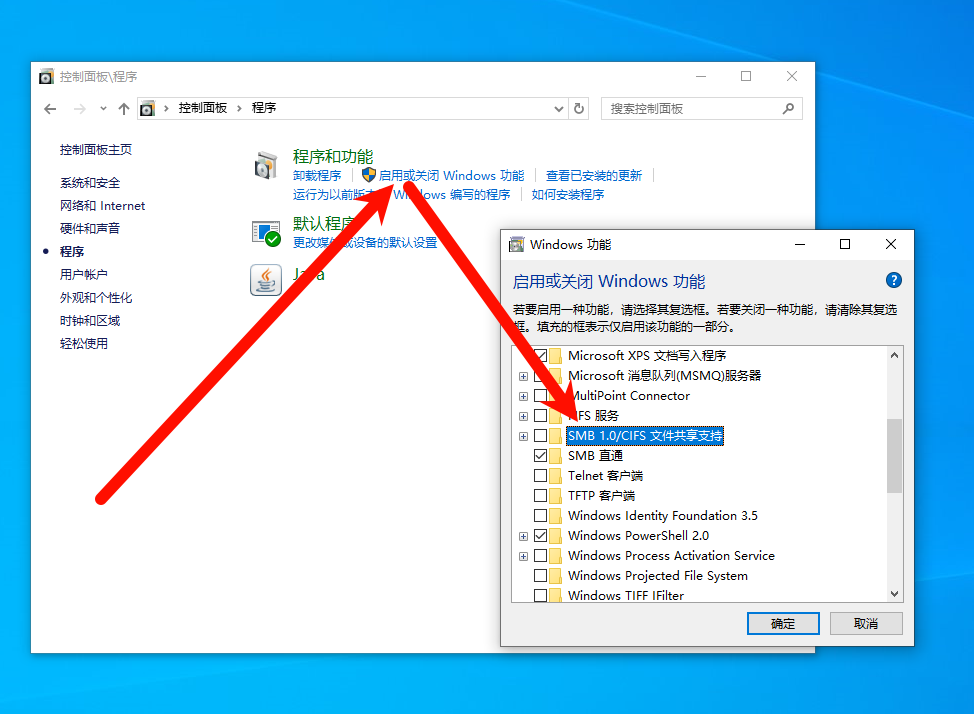 控制面板\程序
控制面板 程序
搜索控制面板
控制面板主页
系统和安全
网络和 Internet
硬件和声音
程序
用户帐户
外观和个性化
时钟和区域
轻松使用
程序和功能
卸载程序 启用或关闭 Windows 功能 查看已安装的更新
运行为以前版本 Windows 编写的程序 如何安装程序
默认程序
更改媒体或设备的默认设置
Java
Windows 功能
启用或关闭 Windows 功能
若要启用一种功能，请选择其复选框。若要关闭一种功能，请清除其复选
框。填充的框表示仅启用该功能的一部分。
Microsoft XPS 文档写入程序
Microsoft 消息队列(MSMQ)服务器
MultiPoint Connector
NFS 服务
SMB 1.0/CIFS 文件共享支持
SMB 直通
Telnet 客户端
TFTP 客户端
Windows Identity Foundation 3.5
Windows PowerShell 2.0
Windows Process Activation Service
Windows Projected File System
Windows TIFF IFilter
确定 取消